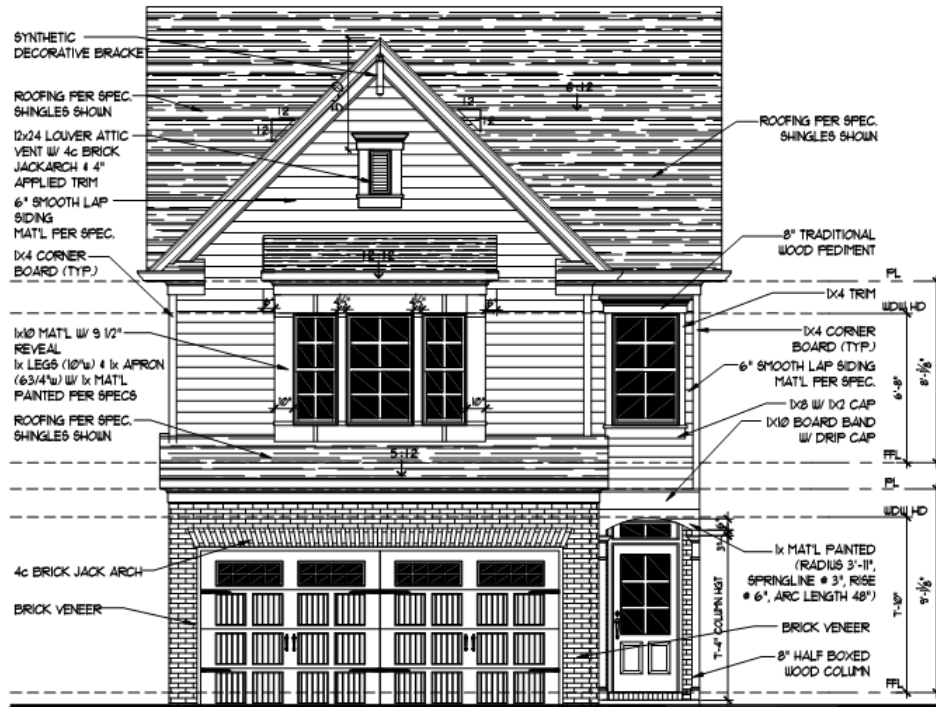 SYNTHETIC
DECORATIVE BRACKET
ROOFING PER SPEC.
SHINGLES SHOWN
12x24 LOUVER ATTIC
VENT W/ 4c BRICK
JACKARCH & 4"
APPLIED TRIM
6" SMOOTH LAP
SIDING
MAT'L PER SPEC.
1X4 CORNER
BOARD (TYP.)
1x10 MAT'L W/ 9 1/2"
REVEAL
1x LEGS (10"w) & 1x APRON
(63/4"w) W/ 1x MAT'L
PAINTED PER SPECS
ROOFING PER SPEC.
SHINGLES SHOWN
4c BRICK JACK ARCH
BRICK VENEER
12
12
12
12
6:12
12:12
10"
10"
5:12
ROOFING PER SPEC.
SHINGLES SHOWN
8" TRADITIONAL
WOOD PEDIMENT
PL
1X4 TRIM
WDW HD
1X4 CORNER
BOARD (TYP.)
6" SMOOTH LAP SIDING
MAT'L PER SPEC.
1X8 W/ 1X2 CAP
1X10 BOARD BAND
W/ DRIP CAP
FFL
PL
WDW HD
6'-8"
8'-1/8"
1x MAT'L PAINTED
(RADIUS 3'-11",
SPRINGLINE @ 3", RISE
@ 6", ARC LENGTH 48")
BRICK VENEER
8" HALF BOXED
WOOD COLUMN
FFL
7'-4" COLUMN HGT
7'-10"
9'-1/8"